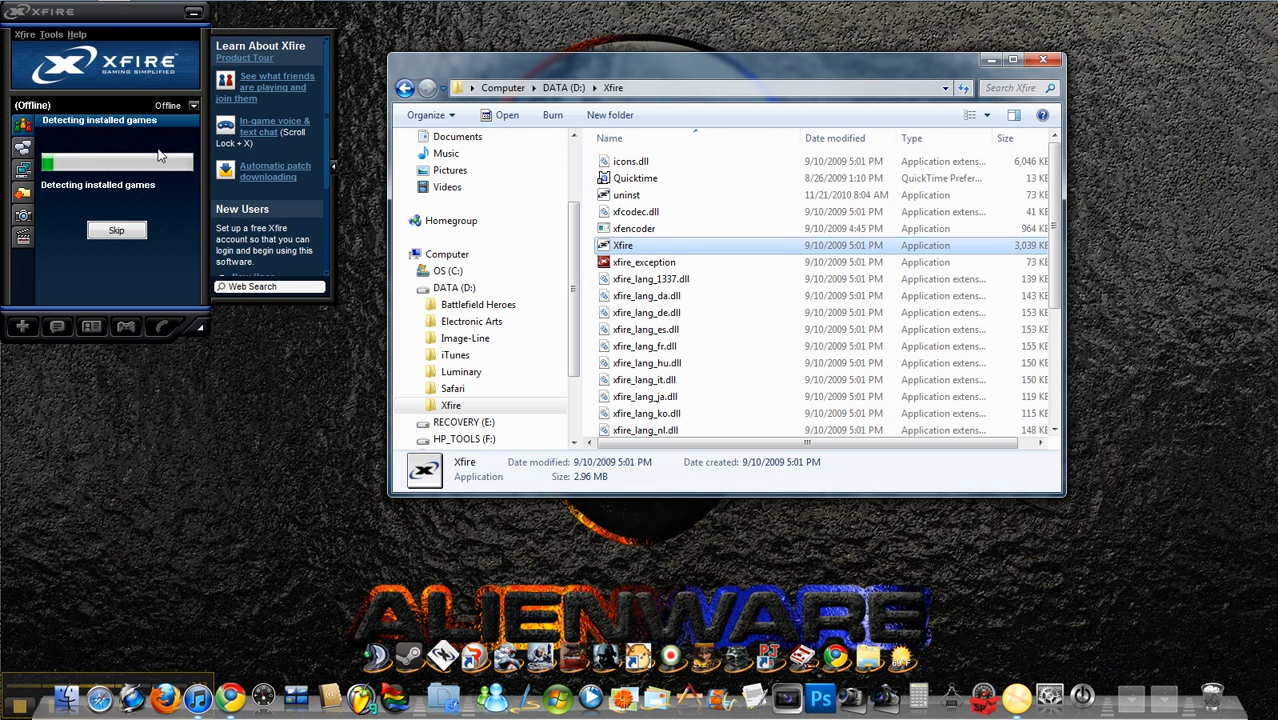 XFIRE
Xfire Tools Help
XFIRE
GAMING SIMPLIFIED
(Offline) Offline
Detecting installed games
Detecting installed games
Skip
Learn About Xfire
Product Tour
See what friends
are playing and
join them
In-game voice &
text chat (Scroll
Lock + X)
Automatic patch
downloading
New Users
Set up a free Xfire
account so that you can
login and begin using this
software.
Web Search
Computer DATA (D:) Xfire
Search Xfire
Organize Open Burn New folder
Documents
Music
Pictures
Videos
Homegroup
Computer
OS (C:)
DATA (D:)
Battlefield Heroes
Electronic Arts
Image-Line
iTunes
Luminary
Safari
Xfire
RECOVERY (E:)
HP_TOOLS (F:)
Name Date modified Type Size
icons.dll 9/10/2009 5:01 PM Application extens... 6,046 KB
Quicktime 8/26/2009 1:10 PM QuickTime Prefer... 13 KB
uninst 11/21/2010 8:04 AM Application 73 KB
xfcodec.dll 9/10/2009 5:01 PM Application extens... 41 KB
xfencoder 9/10/2009 4:45 PM Application 964 KB
Xfire 9/10/2009 5:01 PM Application 3,039 KB
xfire_exception 9/10/2009 5:01 PM Application 73 KB
xfire_lang_1337.dll 9/10/2009 5:01 PM Application extens... 139 KB
xfire_lang_da.dll 9/10/2009 5:01 PM Application extens... 143 KB
xfire_lang_de.dll 9/10/2009 5:01 PM Application extens... 153 KB
xfire_lang_es.dll 9/10/2009 5:01 PM Application extens... 153 KB
xfire_lang_fr.dll 9/10/2009 5:01 PM Application extens... 155 KB
xfire_lang_hu.dll 9/10/2009 5:01 PM Application extens... 150 KB
xfire_lang_it.dll 9/10/2009 5:01 PM Application extens... 150 KB
xfire_lang_ja.dll 9/10/2009 5:01 PM Application extens... 119 KB
xfire_lang_ko.dll 9/10/2009 5:01 PM Application extens... 115 KB
xfire_lang_nl.dll 9/10/2009 5:01 PM Application extens... 148 KB
Xfire Date modified: 9/10/2009 5:01 PM Date created: 9/10/2009 5:01 PM
Application Size: 2.96 MB
ALIENWARE
PJ
Ps